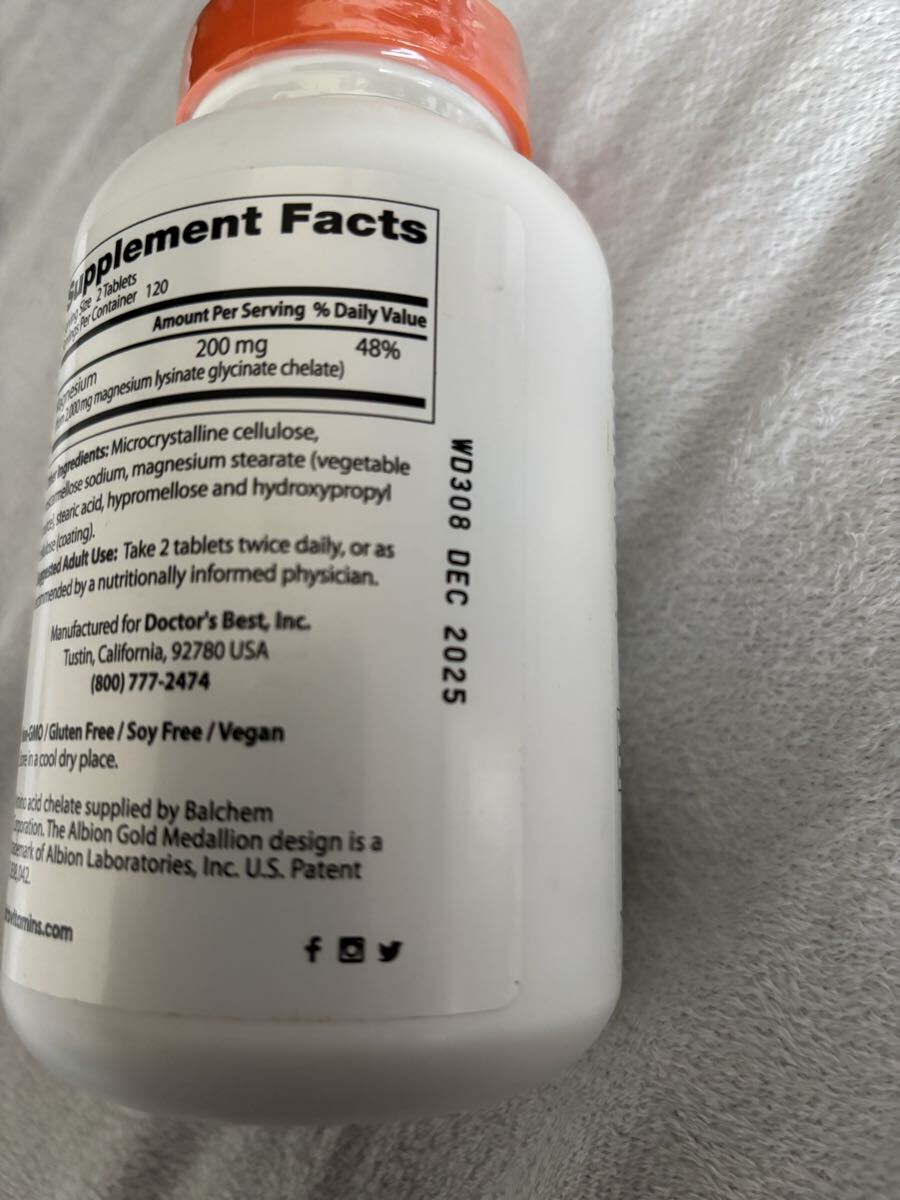 Supplement Facts
Size 2 Tablets
Per Container 120
Amount Per Serving % Daily Value
200 mg 48%
2,000 mg magnesium lysinate glycinate chelate)
Ingredients: Microcrystalline cellulose,
sodium, magnesium stearate (vegetable
stearic acid, hypromellose and hydroxypropyl
(coating).
Adult Use: Take 2 tablets twice daily, or as
by a nutritionally informed physician.
Manufactured for Doctor's Best, Inc.
Tustin, California, 92780 USA
(800) 777-2474
/ Gluten Free / Soy Free / Vegan
in a cool dry place.
acid chelate supplied by Balchem
The Albion Gold Medallion design is a
of Albion Laboratories, Inc. U.S. Patent
WD308 DEC 2025